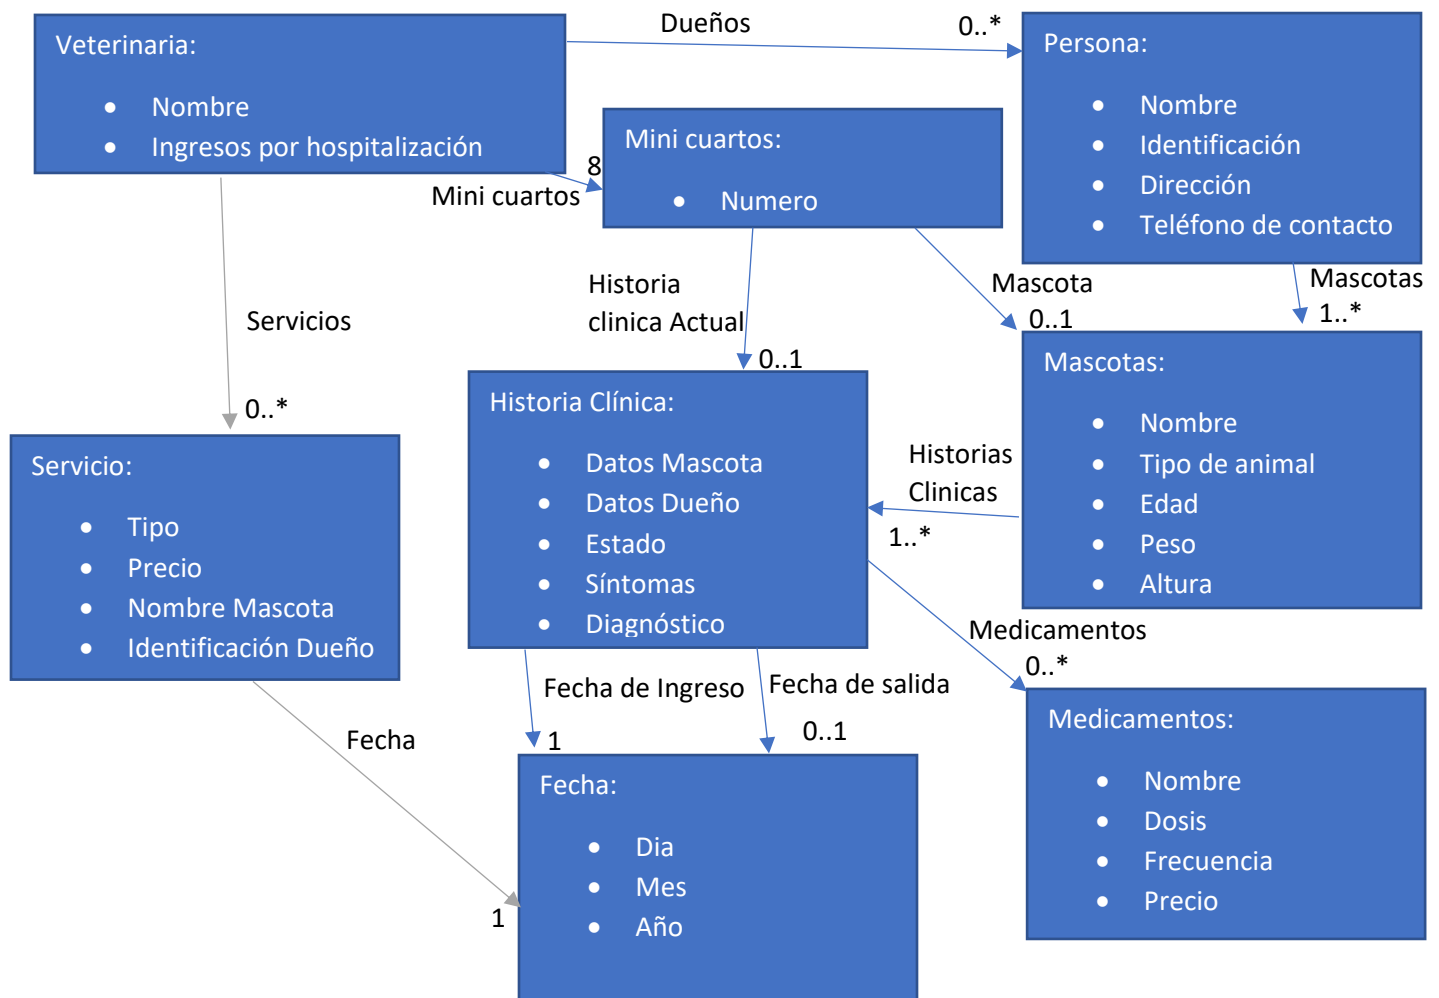 Dueños
0..*
Veterinaria:
• Nombre
• Ingresos por hospitalización
Persona:
• Nombre
• Identificación
• Dirección
• Teléfono de contacto
Mini cuartos:
• Numero
8
Mini cuartos
Historia
clinica Actual
0..1
Mascota
0..1
Mascotas
1..*
Servicios
0..*
Mascotas:
• Nombre
• Tipo de animal
• Edad
• Peso
• Altura
Historia Clínica:
• Datos Mascota
• Datos Dueño
• Estado
• Síntomas
• Diagnóstico
Historias
Clinicas
1..*
Servicio:
• Tipo
• Precio
• Nombre Mascota
• Identificación Dueño
Medicamentos
0..*
Fecha de Ingreso
1
Fecha de salida
0..1
Fecha
1
Medicamentos:
• Nombre
• Dosis
• Frecuencia
• Precio
Fecha:
• Dia
• Mes
• Año